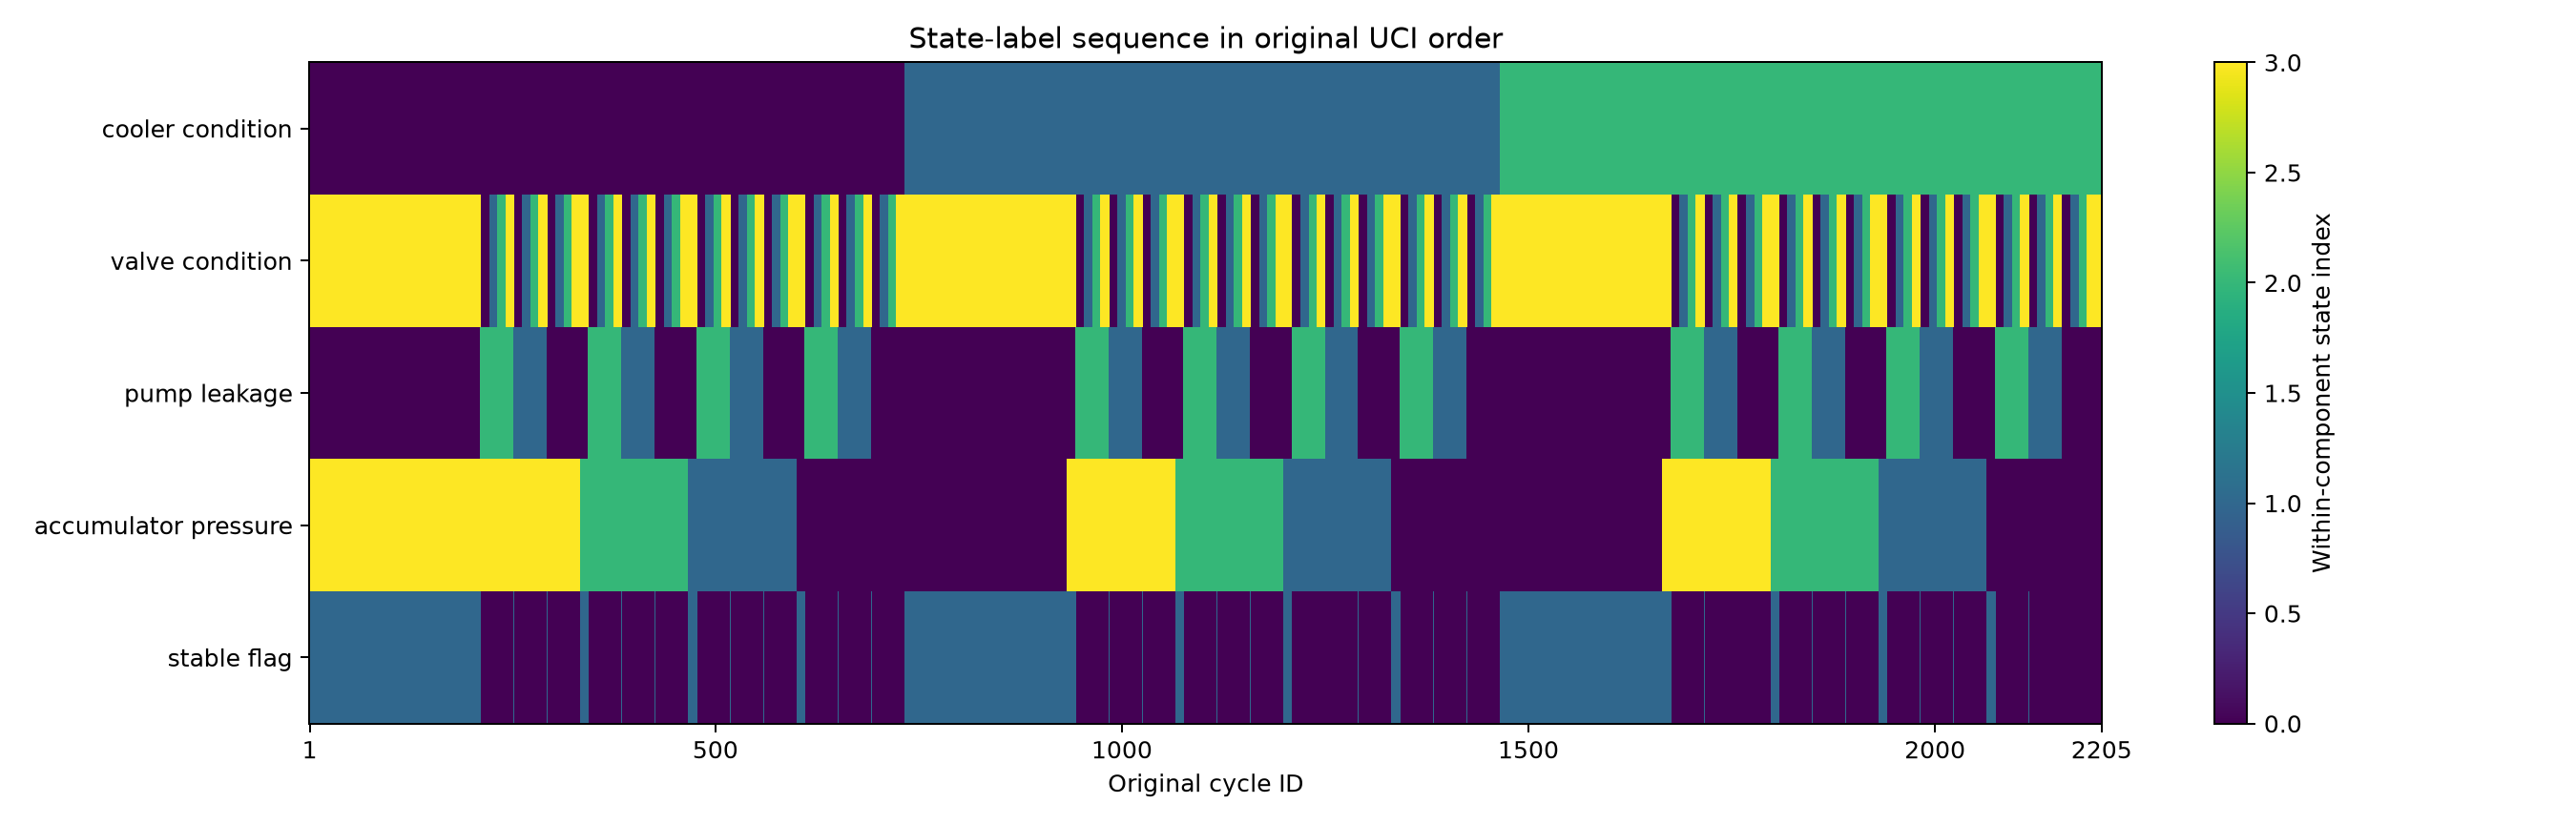 State-label sequence in original UCI order
cooler condition
valve condition
pump leakage
accumulator pressure
stable flag
1
500
1000
1500
2000
2205
Original cycle ID
3.0
2.5
2.0
1.5
1.0
0.5
0.0
Within-component state index